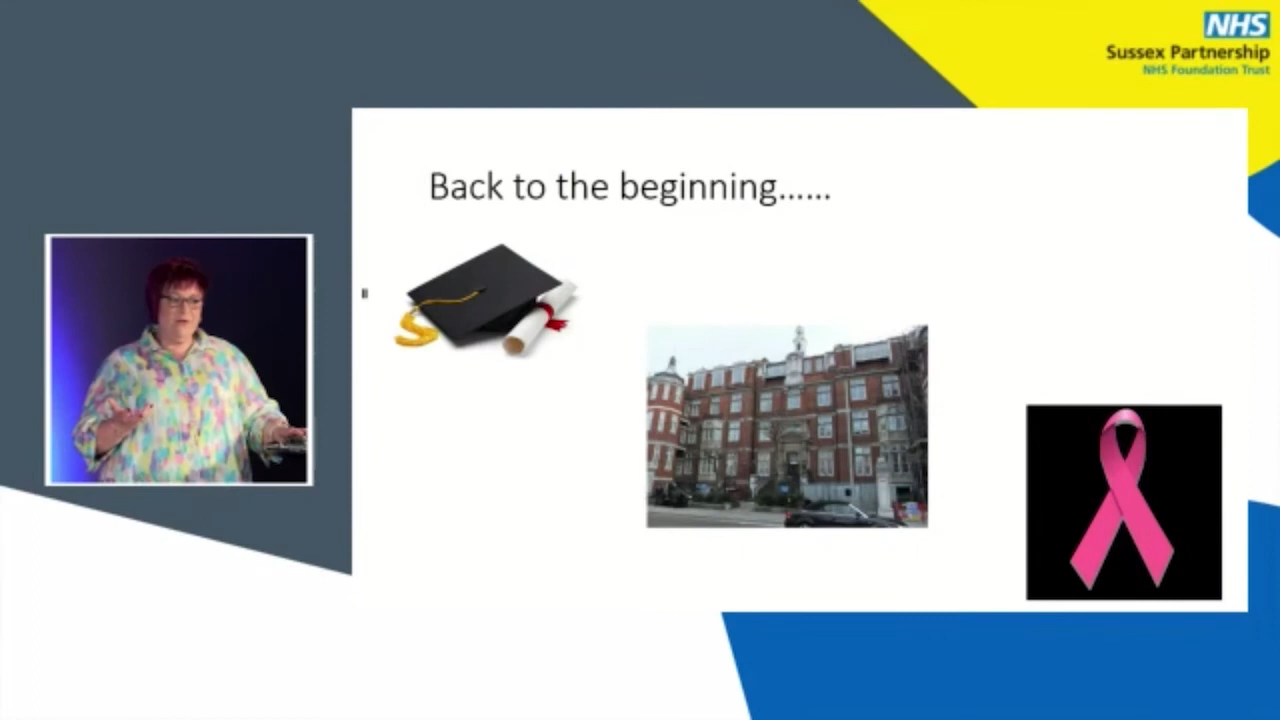 NHS
Sussex Partnership
NHS Foundation Trust
Back to the beginning......